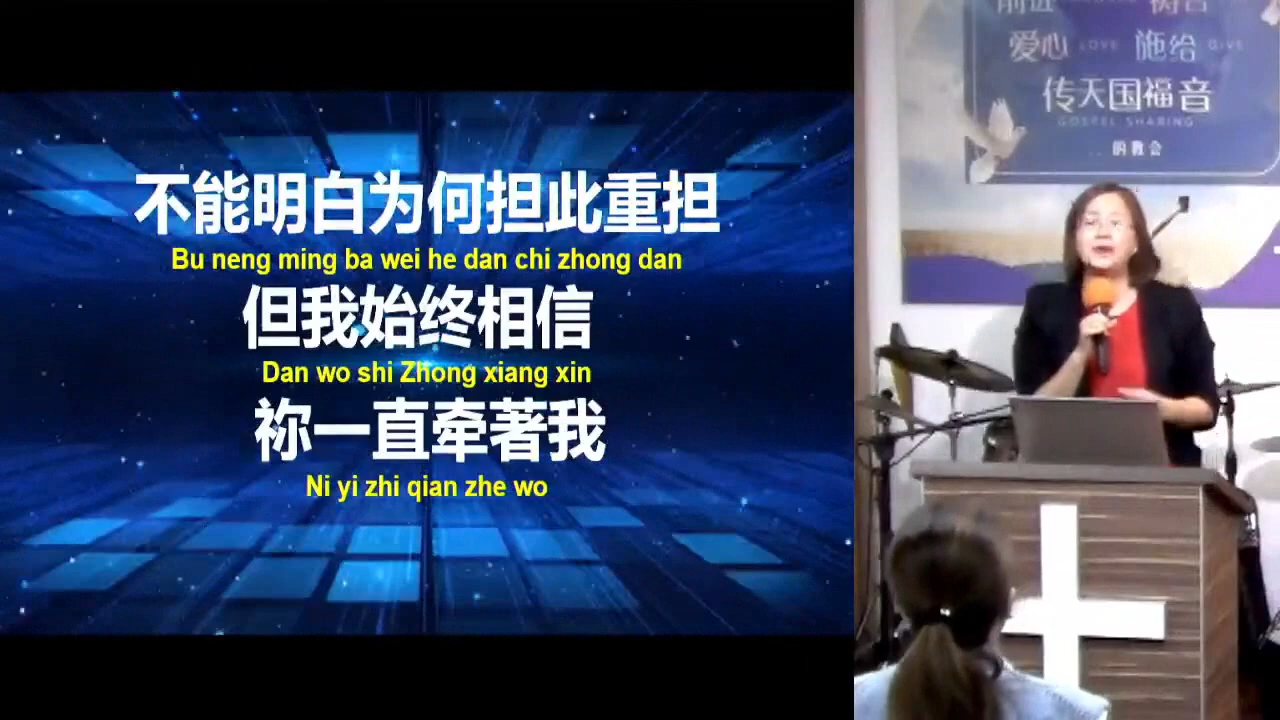 不能明白为何担此重担
Bu neng ming ba wei he dan chi zhong dan
但我始终相信
Dan wo shi Zhong xiang xin
祢一直牵著我
Ni yi zhi qian zhe wo
爱心 LOVE 施给 GIVE
传天国福音
GOSPEL SHARING
的教会